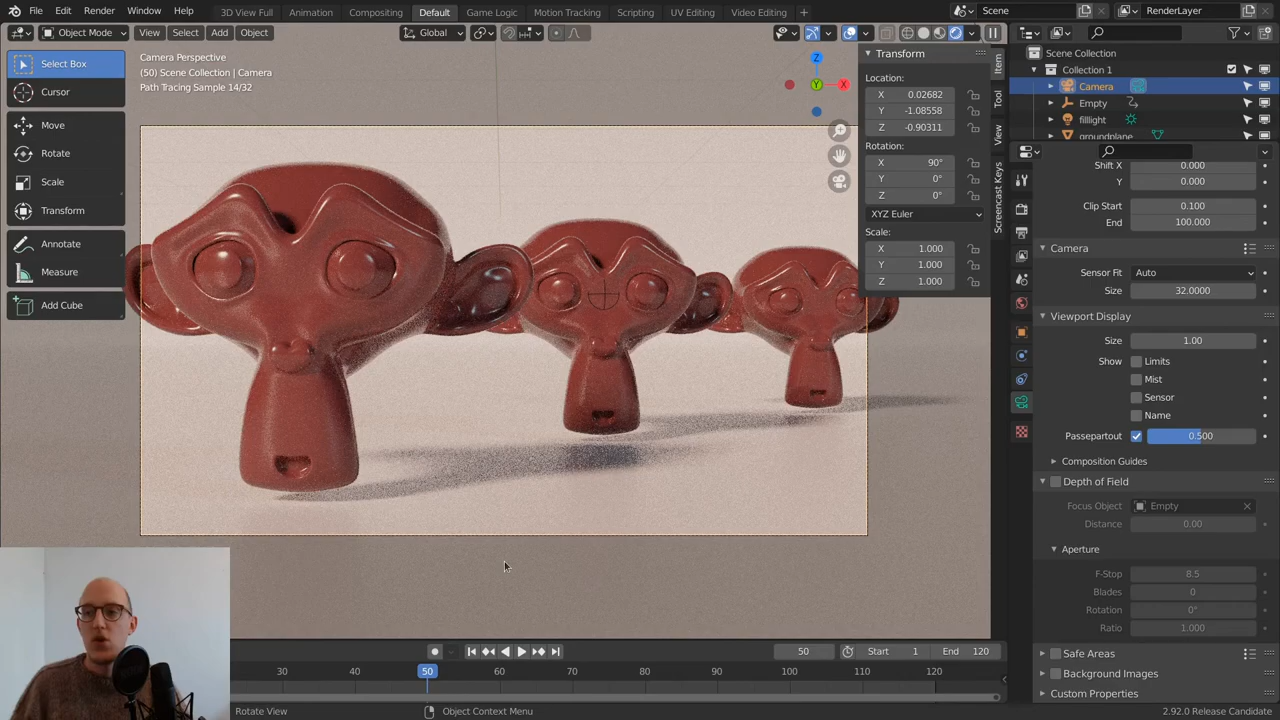 File Edit Render Window Help 3D View Full Animation Compositing Default Game Logic Motion Tracking Scripting UV Editing Video Editing + Scene RenderLayer
Object Mode View Select Add Object Global
Select Box
Cursor
Move
Rotate
Scale
Transform
Annotate
Measure
Add Cube
Camera Perspective
(50) Scene Collection | Camera
Path Tracing Sample 14/32
Z
Y
X
Transform
Location:
X 0.02682
Y -1.08558
Z -0.90311
Rotation:
X 90°
Y 0°
Z 0°
XYZ Euler
Scale:
X 1.000
Y 1.000
Z 1.000
Item
Tool
View
Screencast Keys
Scene Collection
Collection 1
Camera
Empty
filllight
groundplane
Shift X 0.000
Y 0.000
Clip Start 0.100
End 100.000
Camera
Sensor Fit Auto
Size 32.0000
Viewport Display
Size 1.00
Show Limits
Mist
Sensor
Name
Passepartout 0.500
Composition Guides
Depth of Field
Focus Object Empty
Distance 0.00
Aperture
F-Stop 8.5
Blades 0
Rotation 0°
Ratio 1.000
Safe Areas
Background Images
Custom Properties
50 Start 1 End 120
30 40 50 60 70 80 90 100 110 120
Rotate View Object Context Menu 2.92.0 Release Candidate